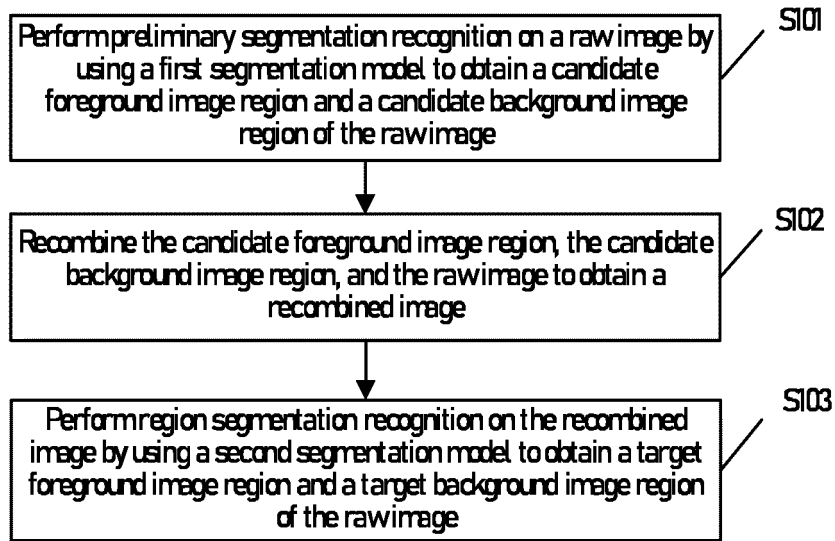 Perform preliminary segmentation recognition on a raw image by
using a first segmentation model to obtain a candidate
foreground image region and a candidate background image
region of the raw image
S101
Recombine the candidate foreground image region, the candidate
background image region, and the raw image to obtain a
recombined image
S102
Perform region segmentation recognition on the recombined
image by using a second segmentation model to obtain a target
foreground image region and a target background image region
of the raw image
S103